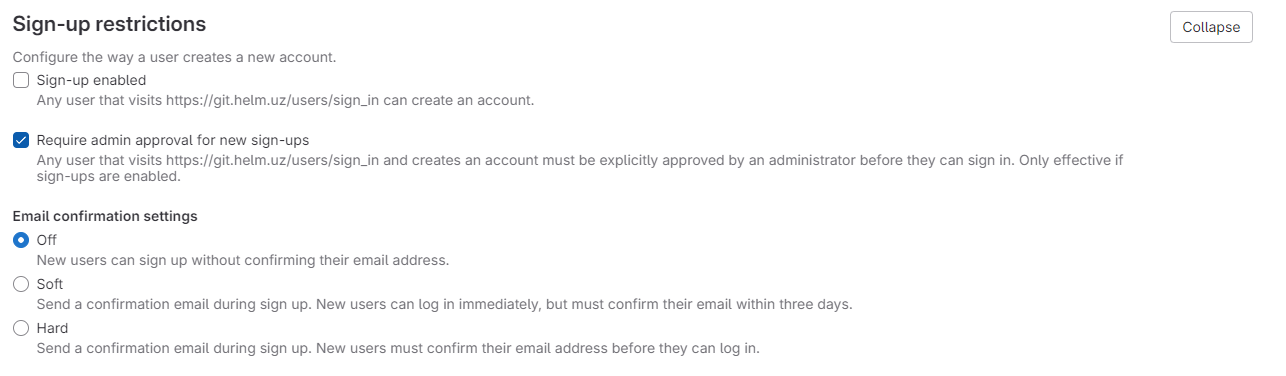 Sign-up restrictions
Collapse
Configure the way a user creates a new account.
Sign-up enabled
Any user that visits https://git.helm.uz/users/sign_in can create an account.
Require admin approval for new sign-ups
Any user that visits https://git.helm.uz/users/sign_in and creates an account must be explicitly approved by an administrator before they can sign in. Only effective if
sign-ups are enabled.
Email confirmation settings
Off
New users can sign up without confirming their email address.
Soft
Send a confirmation email during sign up. New users can log in immediately, but must confirm their email within three days.
Hard
Send a confirmation email during sign up. New users must confirm their email address before they can log in.